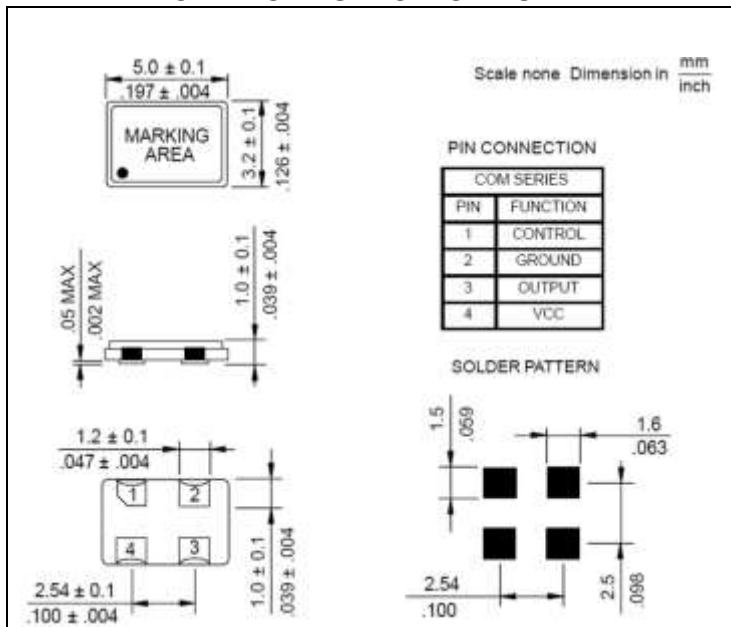 5.0 ± 0.1
.197 ± .004
MARKING
AREA
3.2 ± 0.1
.126 ± .004
Scale none Dimension in mm
inch
PIN CONNECTION
COM SERIES
PIN FUNCTION
1 CONTROL
2 GROUND
3 OUTPUT
4 VCC
.05 MAX
.002 MAX
1.0 ± 0.1
.039 ± .004
SOLDER PATTERN
1.2 ± 0.1
.047 ± .004
1 2
4 3
1.0 ± 0.1
.039 ± .004
2.54 ± 0.1
.100 ± .004
1.5
.059
1.6
.063
2.54
.100
2.5
.098